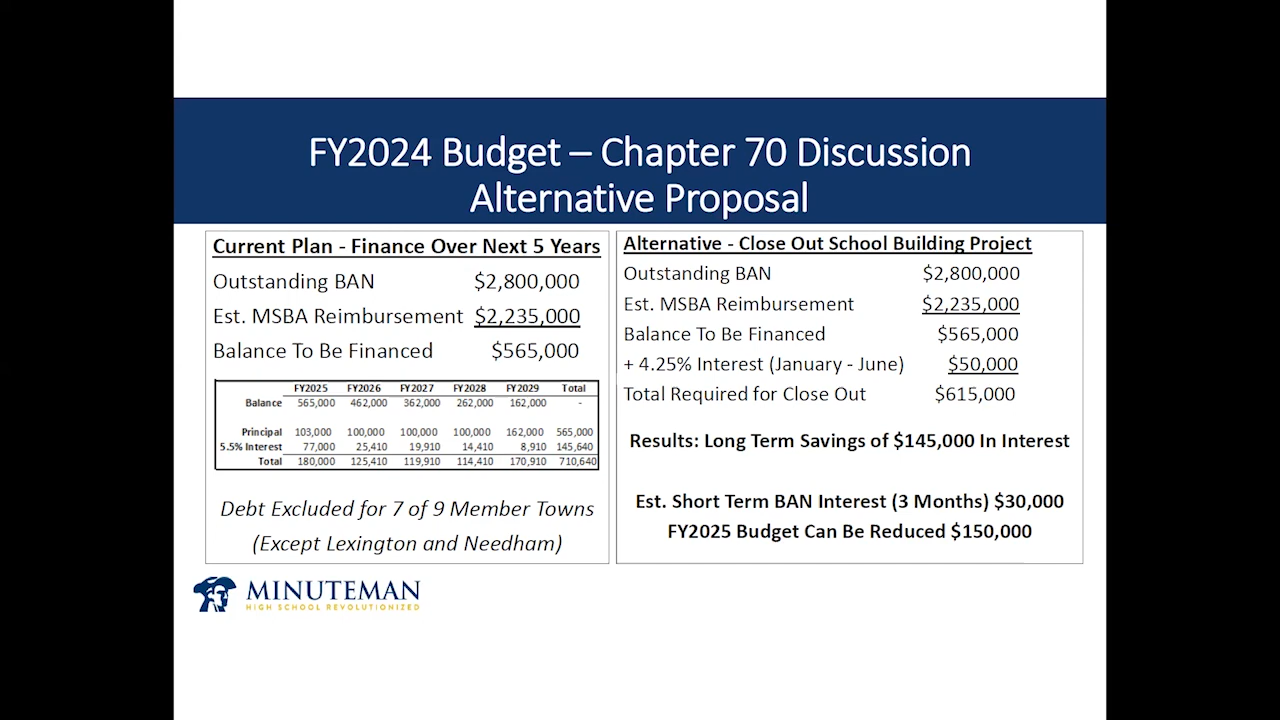 FY2024 Budget – Chapter 70 Discussion
Alternative Proposal
Current Plan - Finance Over Next 5 Years
Outstanding BAN $2,800,000
Est. MSBA Reimbursement $2,235,000
Balance To Be Financed $565,000
FY2025 FY2026 FY2027 FY2028 FY2029 Total
Balance 565,000 462,000 362,000 262,000 162,000 -
Principal 103,000 100,000 100,000 100,000 162,000 565,000
5.5% Interest 77,000 25,410 19,910 14,410 8,910 145,640
Total 180,000 125,410 119,910 114,410 170,910 710,640
Debt Excluded for 7 of 9 Member Towns
(Except Lexington and Needham)
Alternative - Close Out School Building Project
Outstanding BAN $2,800,000
Est. MSBA Reimbursement $2,235,000
Balance To Be Financed $565,000
+ 4.25% Interest (January - June) $50,000
Total Required for Close Out $615,000
Results: Long Term Savings of $145,000 In Interest
Est. Short Term BAN Interest (3 Months) $30,000
FY2025 Budget Can Be Reduced $150,000
MINUTEMAN
HIGH SCHOOL REVOLUTIONIZED